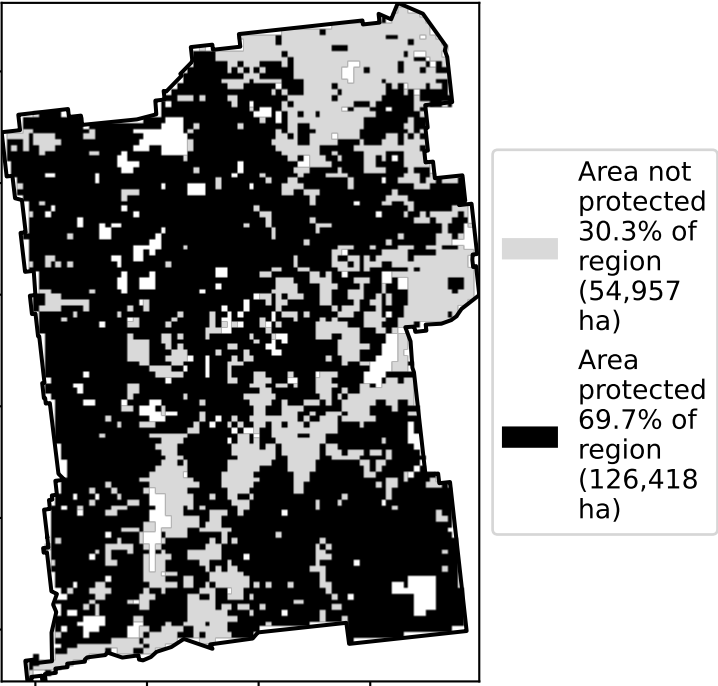 Area not
protected
30.3% of
region
(54,957
ha)
Area
protected
69.7% of
region
(126,418
ha)